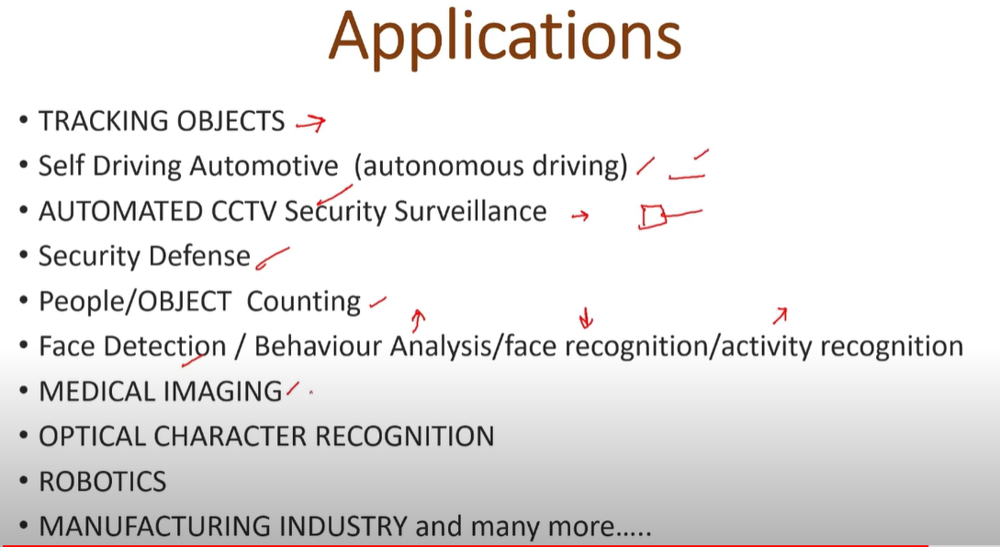 Applications
• TRACKING OBJECTS
• Self Driving Automotive (autonomous driving)
• AUTOMATED CCTV Security Surveillance
• Security Defense
• People/OBJECT Counting
• Face Detection / Behaviour Analysis/face recognition/activity recognition
• MEDICAL IMAGING
• OPTICAL CHARACTER RECOGNITION
• ROBOTICS
• MANUFACTURING INDUSTRY and many more.....